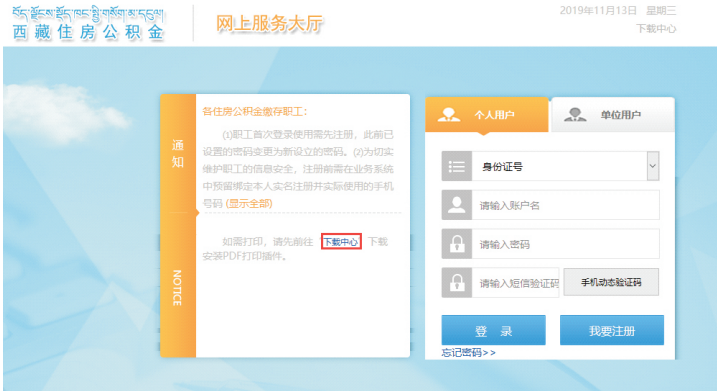 西藏住房公积金
网上服务大厅
2019年11月13日 星期三
下载中心
通知
NOTICE
各住房公积金缴存职工：
(1)职工首次登录使用需先注册，此前已
设置的密码变更为新设立的密码。(2)为切实
维护职工的信息安全，注册前需在业务系统
中预留绑定本人实名注册并实际使用的手机
号码 (显示全部)
如需打印，请先前往 下载中心 下载
安装PDF打印插件。
个人用户
单位用户
身份证号
请输入账户名
请输入密码
请输入短信验证码
手机动态验证码
登 录
我要注册
忘记密码>>